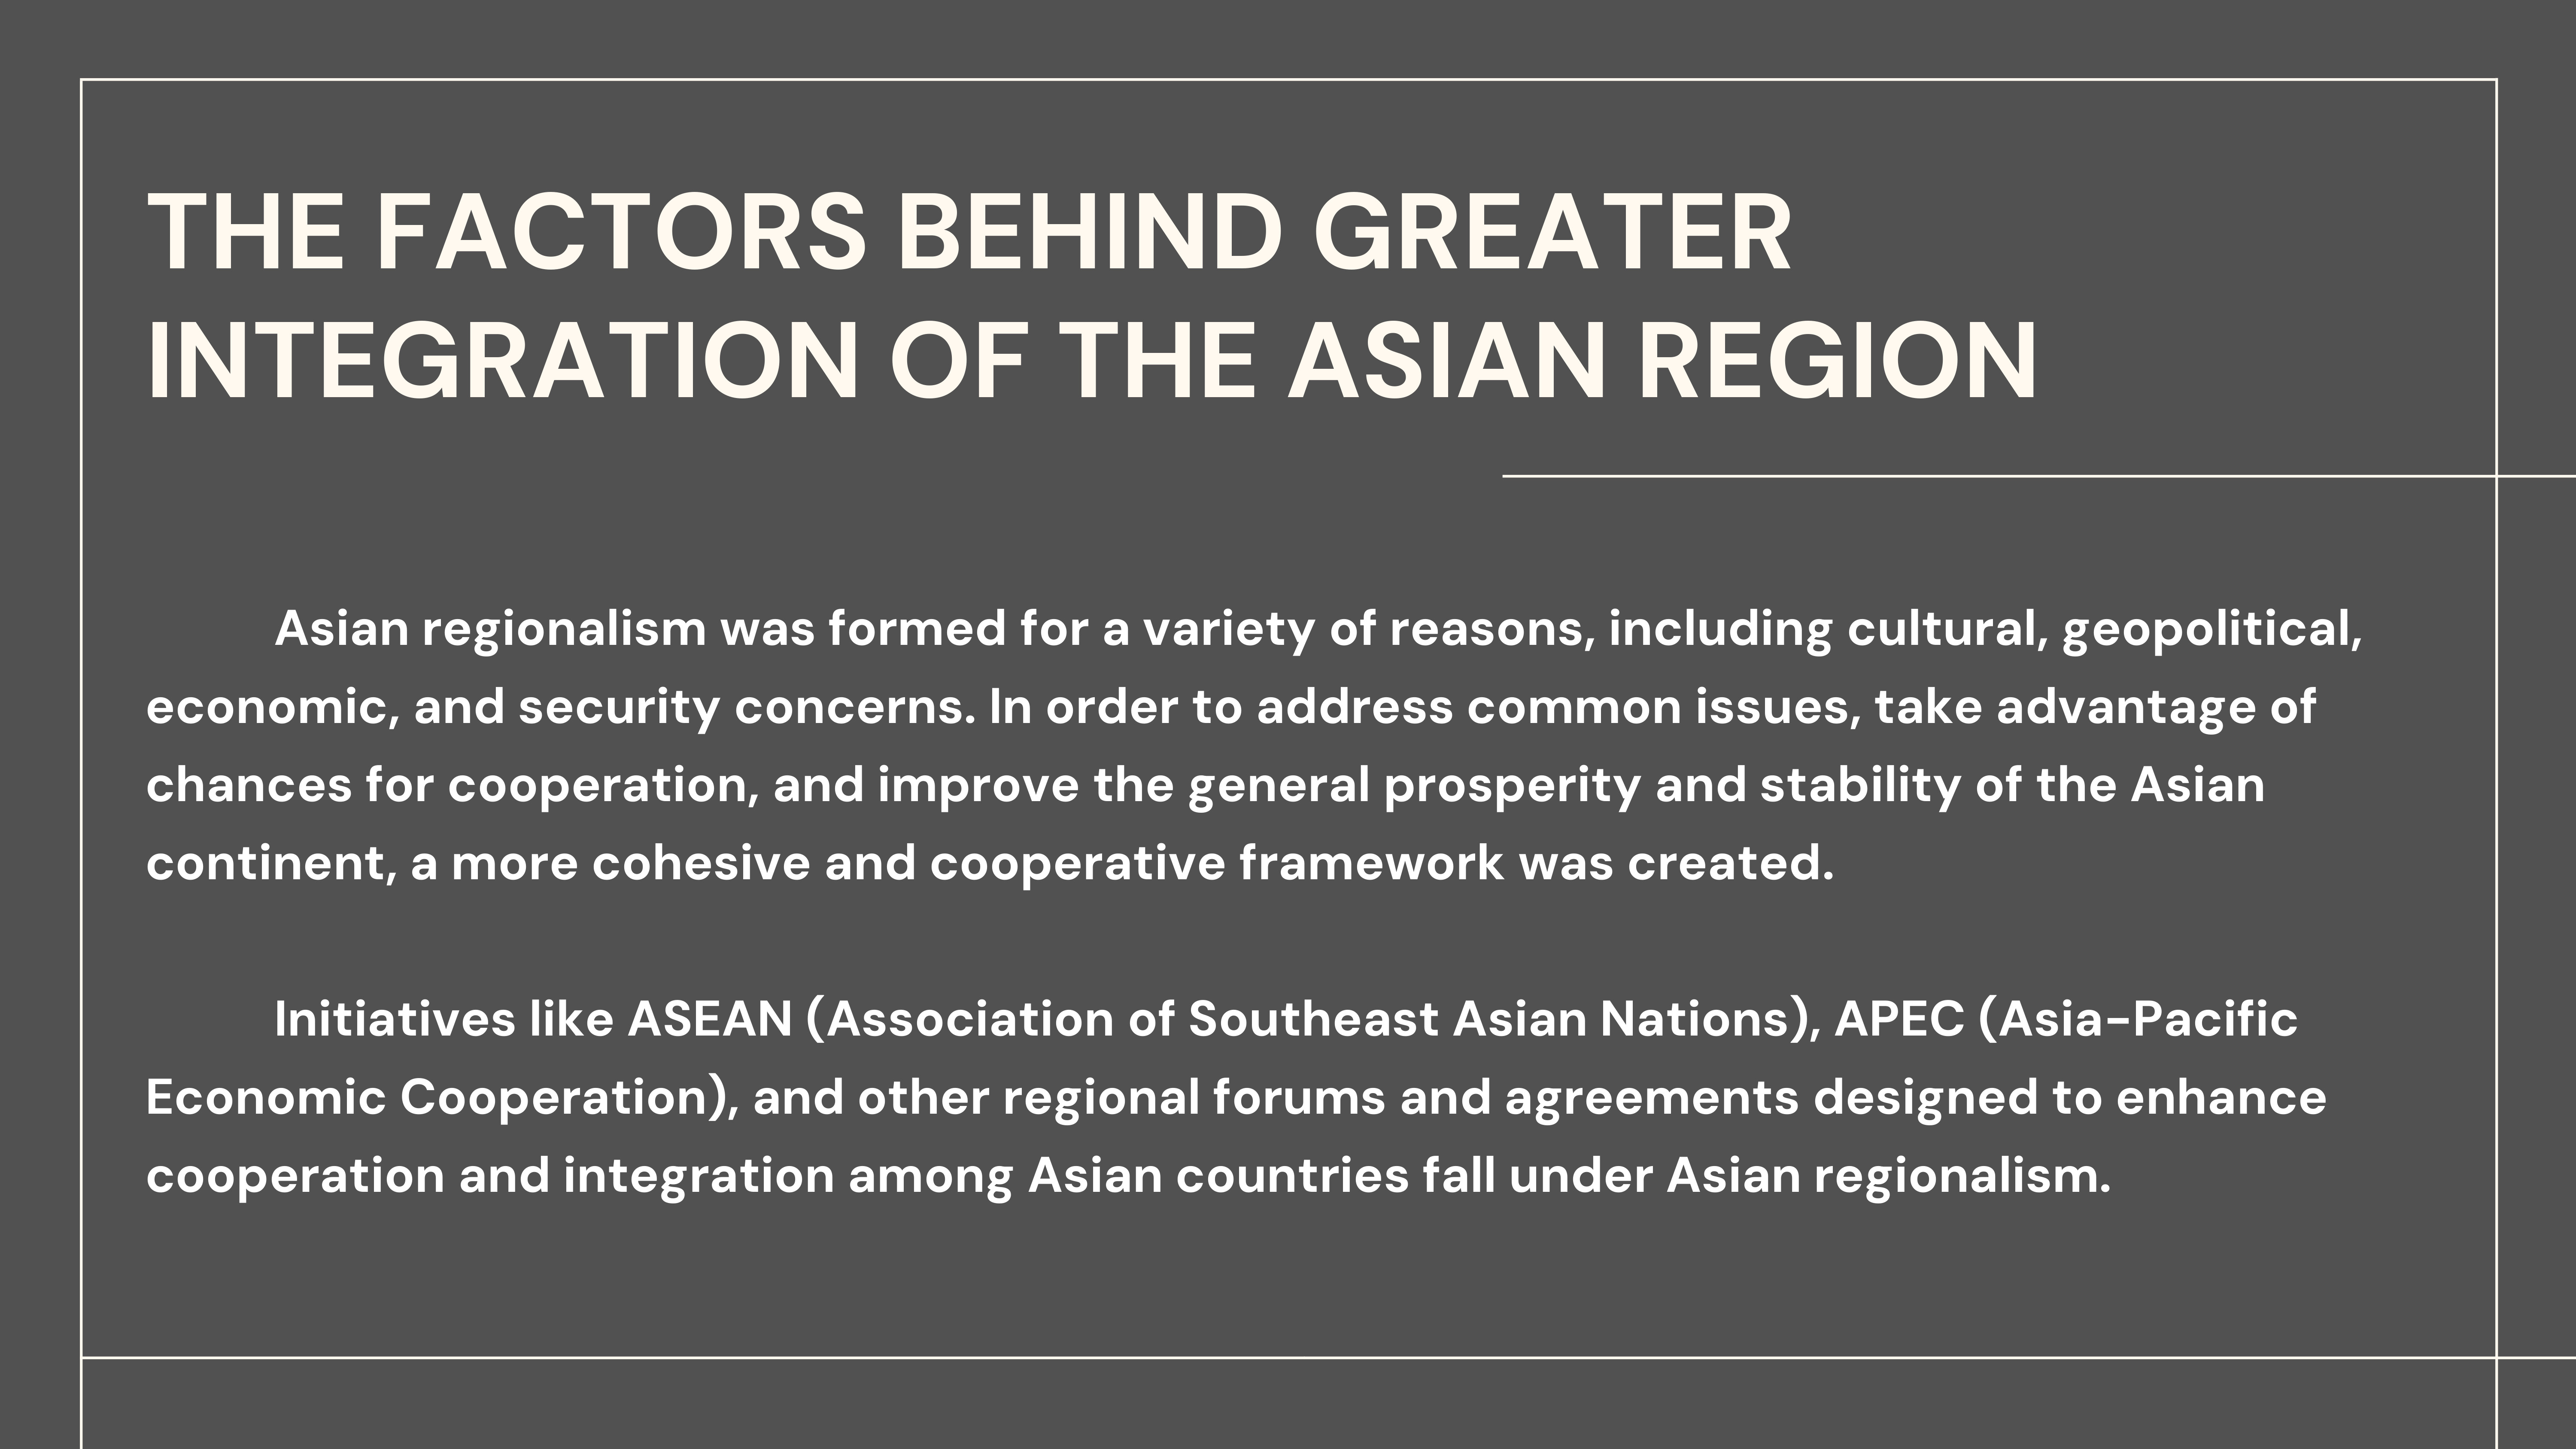 THE FACTORS BEHIND GREATER
INTEGRATION OF THE ASIAN REGION
Asian regionalism was formed for a variety of reasons, including cultural, geopolitical,
economic, and security concerns. In order to address common issues, take advantage of
chances for cooperation, and improve the general prosperity and stability of the Asian
continent, a more cohesive and cooperative framework was created.
Initiatives like ASEAN (Association of Southeast Asian Nations), APEC (Asia-Pacific
Economic Cooperation), and other regional forums and agreements designed to enhance
cooperation and integration among Asian countries fall under Asian regionalism.